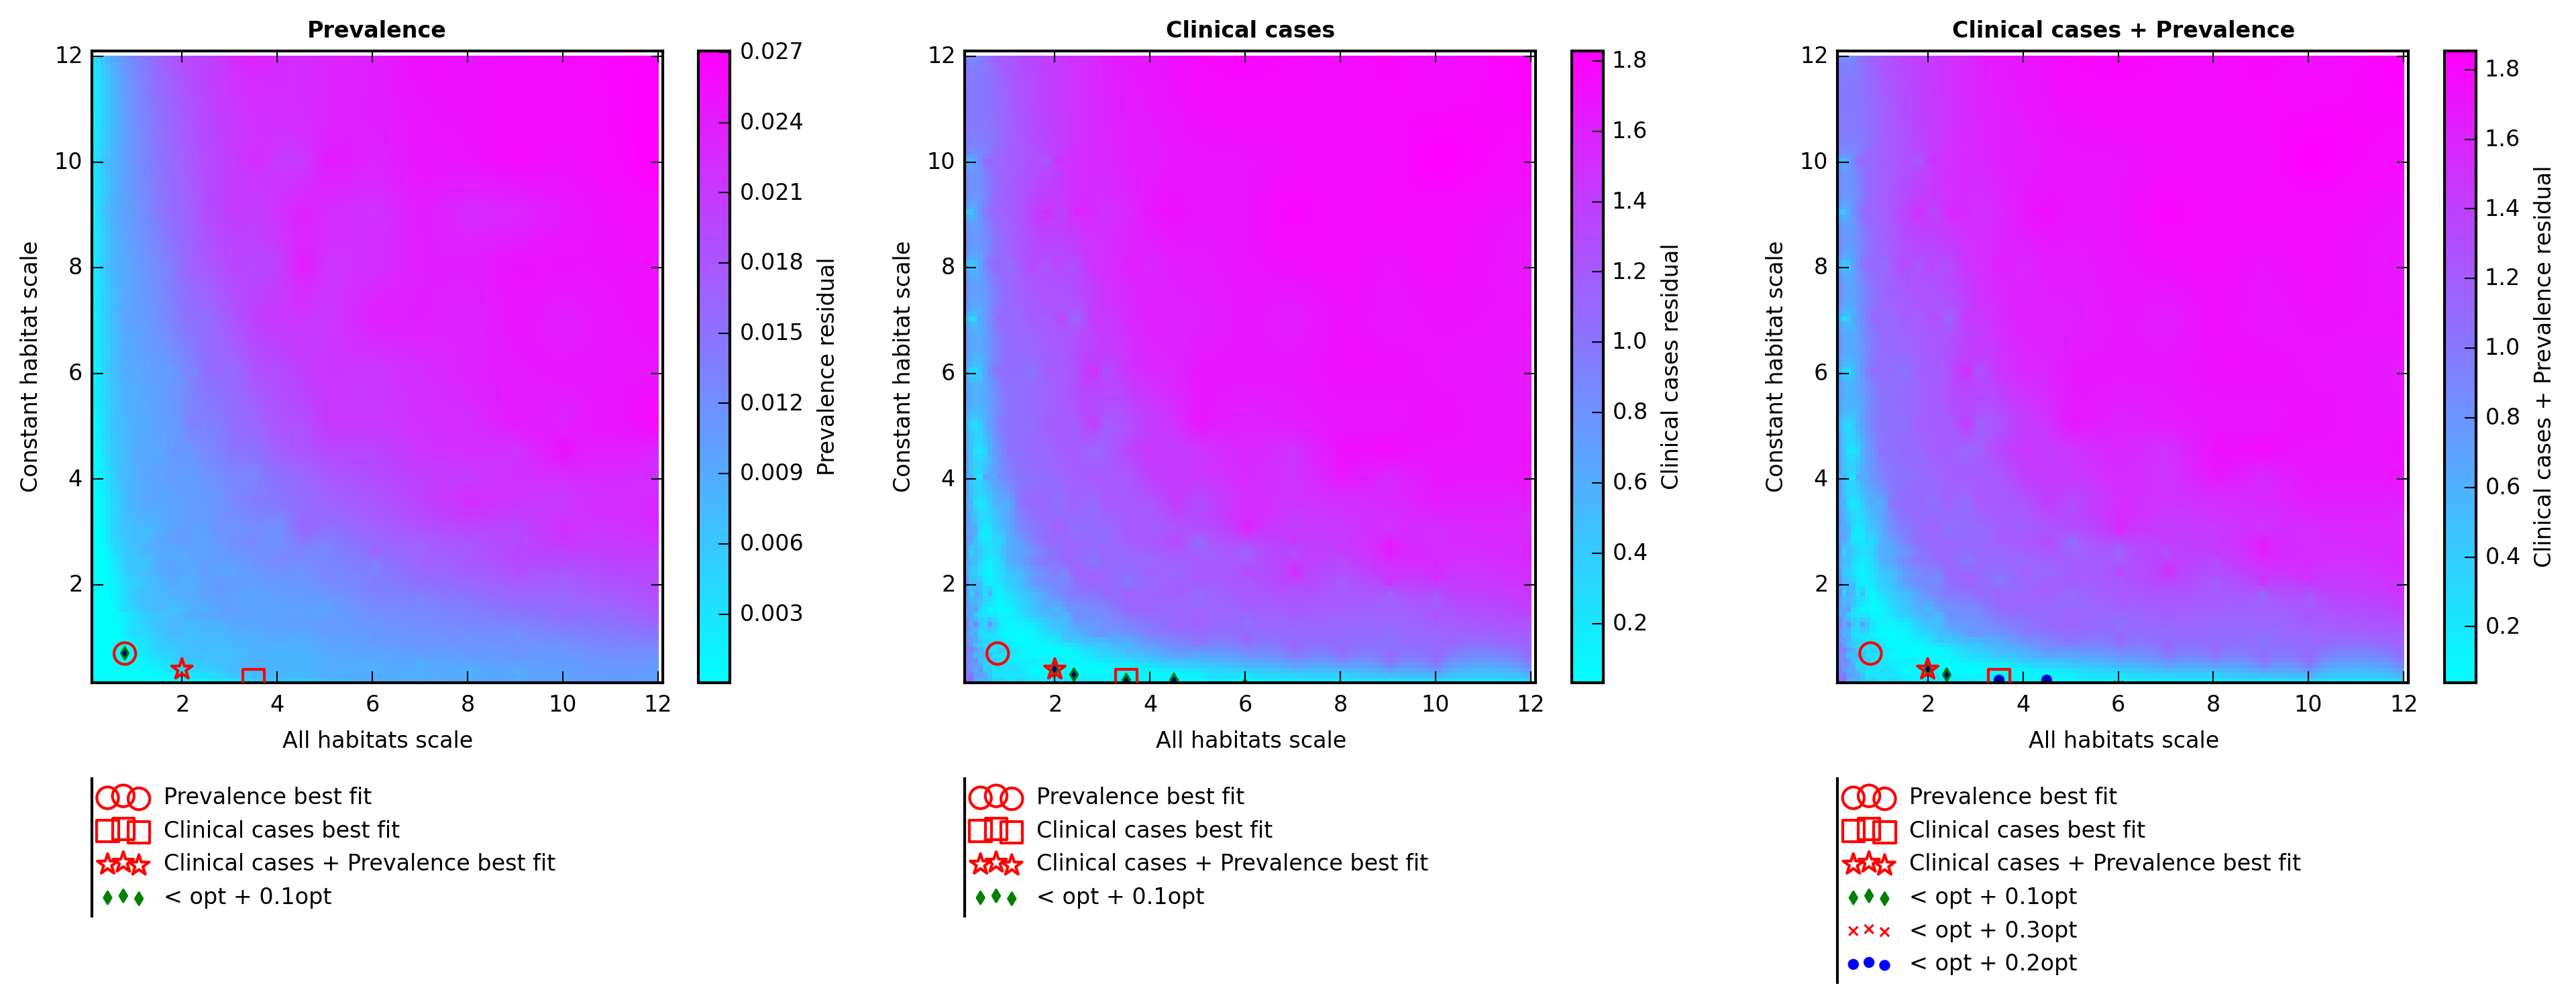 Prevalence
12
10
8
6
4
2
Constant habitat scale
2 4 6 8 10 12
All habitats scale
0.027
0.024
0.021
0.018
0.015
0.012
0.009
0.006
0.003
Prevalence residual
Prevalence best fit
Clinical cases best fit
Clinical cases + Prevalence best fit
< opt + 0.1opt
Clinical cases
12
10
8
6
4
2
Constant habitat scale
2 4 6 8 10 12
All habitats scale
1.8
1.6
1.4
1.2
1.0
0.8
0.6
0.4
0.2
Clinical cases residual
Prevalence best fit
Clinical cases best fit
Clinical cases + Prevalence best fit
< opt + 0.1opt
Clinical cases + Prevalence
12
10
8
6
4
2
Constant habitat scale
2 4 6 8 10 12
All habitats scale
1.8
1.6
1.4
1.2
1.0
0.8
0.6
0.4
0.2
Clinical cases + Prevalence residual
Prevalence best fit
Clinical cases best fit
Clinical cases + Prevalence best fit
< opt + 0.1opt
< opt + 0.3opt
< opt + 0.2opt